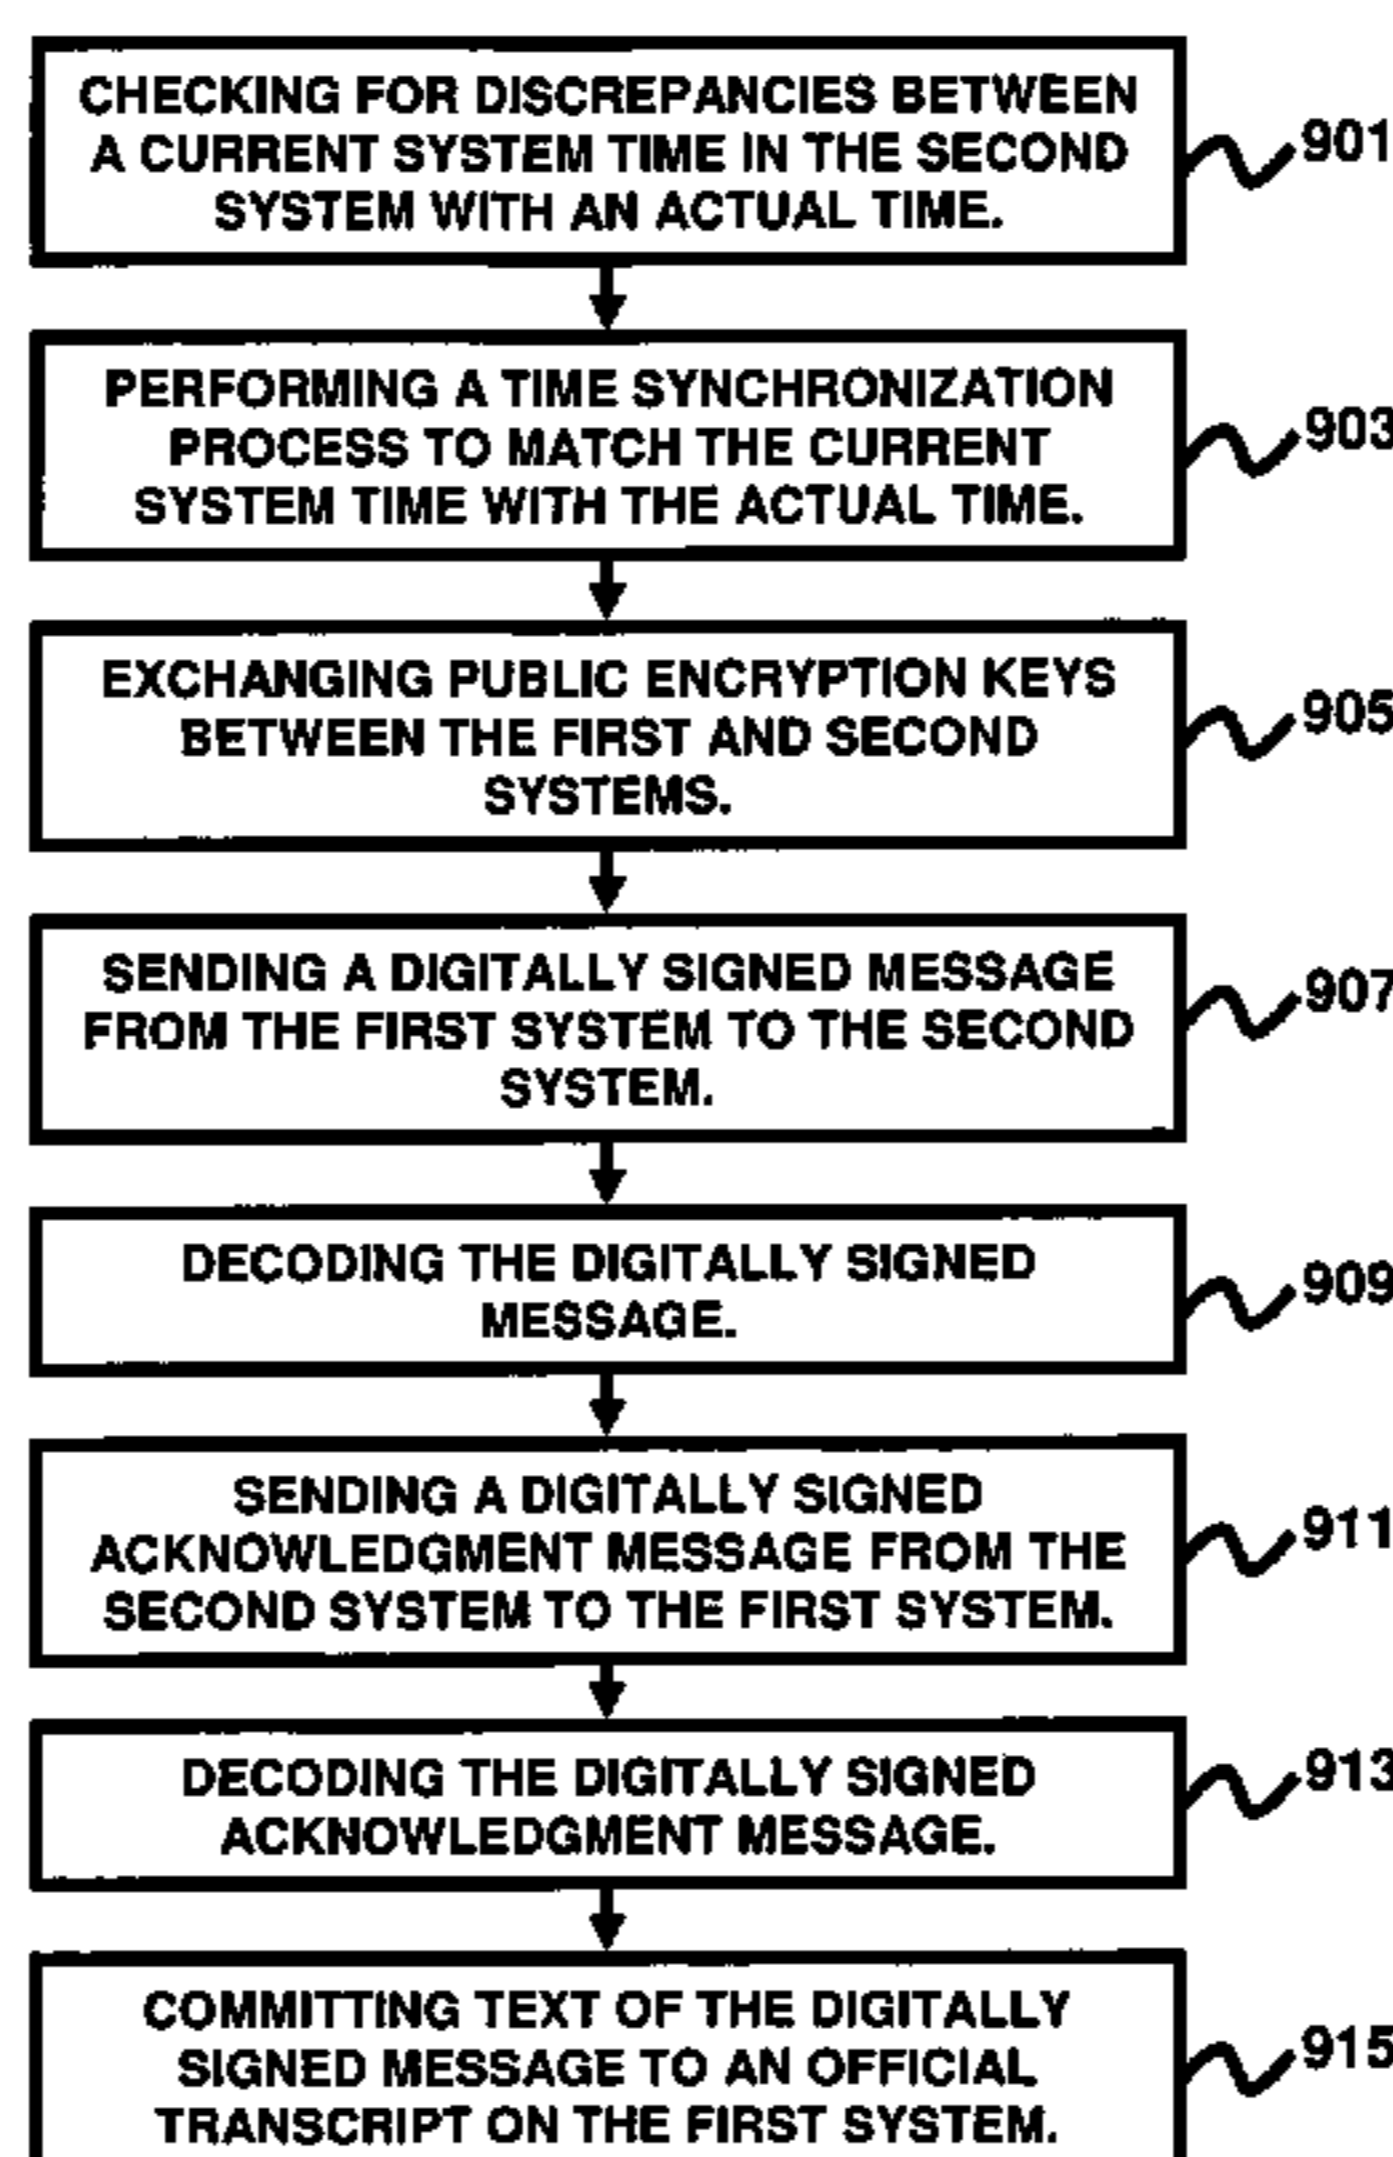 CHECKING FOR DISCREPANCIES BETWEEN
A CURRENT SYSTEM TIME IN THE SECOND
SYSTEM WITH AN ACTUAL TIME.
901
PERFORMING A TIME SYNCHRONIZATION
PROCESS TO MATCH THE CURRENT
SYSTEM TIME WITH THE ACTUAL TIME.
903
EXCHANGING PUBLIC ENCRYPTION KEYS
BETWEEN THE FIRST AND SECOND
SYSTEMS.
905
SENDING A DIGITALLY SIGNED MESSAGE
FROM THE FIRST SYSTEM TO THE SECOND
SYSTEM.
907
DECODING THE DIGITALLY SIGNED
MESSAGE.
909
SENDING A DIGITALLY SIGNED
ACKNOWLEDGMENT MESSAGE FROM THE
SECOND SYSTEM TO THE FIRST SYSTEM.
911
DECODING THE DIGITALLY SIGNED
ACKNOWLEDGMENT MESSAGE.
913
COMMITTING TEXT OF THE DIGITALLY
SIGNED MESSAGE TO AN OFFICIAL
TRANSCRIPT ON THE FIRST SYSTEM.
915